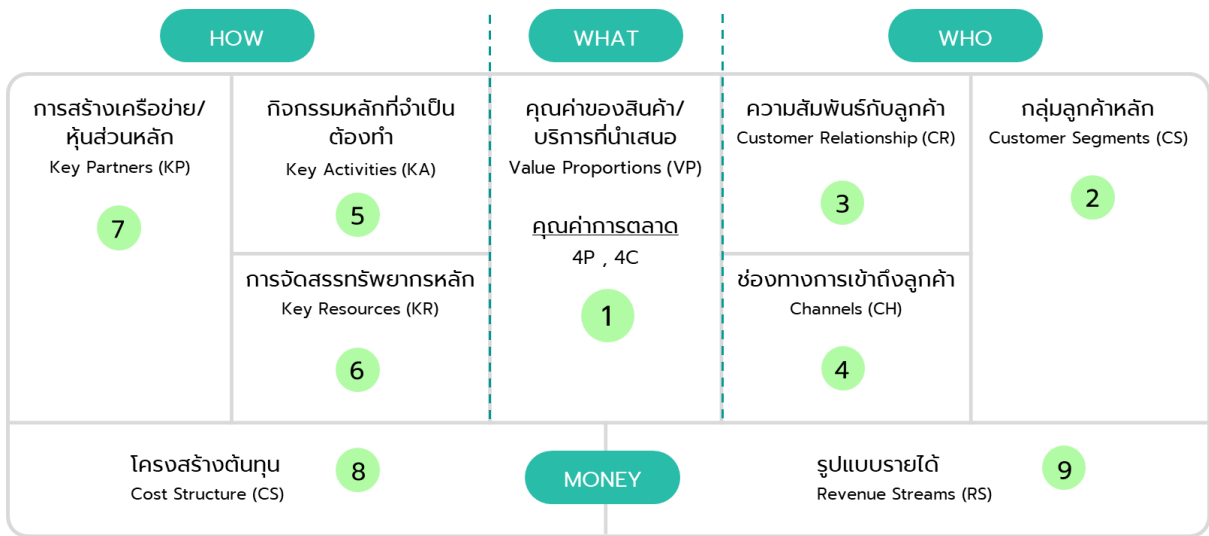 HOW
WHAT
WHO
การสร้างเครือข่าย/
หุ้นส่วนหลัก
Key Partners (KP)
7
กิจกรรมหลักที่จำเป็น
ต้องทำ
Key Activities (KA)
5
การจัดสรรทรัพยากรหลัก
Key Resources (KR)
6
คุณค่าของสินค้า/
บริการที่นำเสนอ
Value Proportions (VP)
คุณค่าการตลาด
4P , 4C
1
ความสัมพันธ์กับลูกค้า
Customer Relationship (CR)
3
ช่องทางการเข้าถึงลูกค้า
Channels (CH)
4
กลุ่มลูกค้าหลัก
Customer Segments (CS)
2
โครงสร้างต้นทุน
Cost Structure (CS)
8
MONEY
รูปแบบรายได้
Revenue Streams (RS)
9